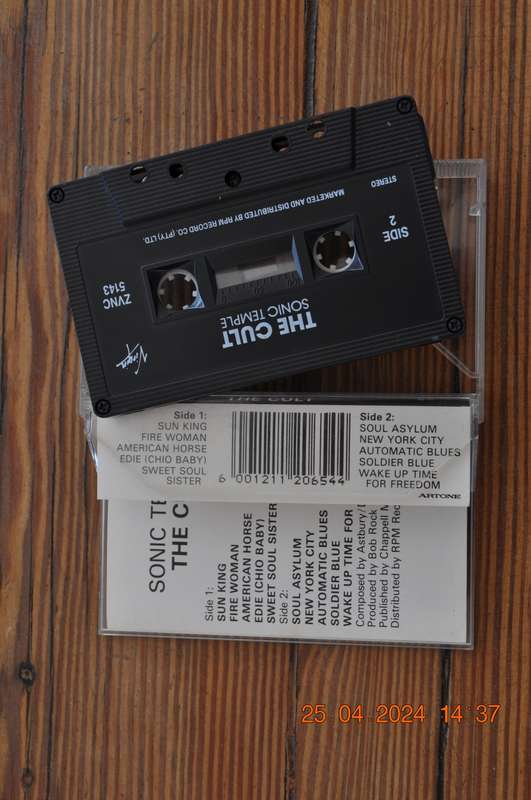 SIDE
2
STEREO
MARKETED AND DISTRIBUTED BY RPM RECORD CO. (PTY) LTD.
ZVNC
5143
THE CULT
SONIC TEMPLE
Virgin
THE CULT
Side 1:
SUN KING
FIRE WOMAN
AMERICAN HORSE
EDIE (CHIO BABY)
SWEET SOUL
SISTER
6 001211 206544
Side 2:
SOUL ASYLUM
NEW YORK CITY
AUTOMATIC BLUES
SOLDIER BLUE
WAKE UP TIME
FOR FREEDOM
ARTONE
SONIC TE
THE C
Side 1:
SUN KING
FIRE WOMAN
AMERICAN HORSE
EDIE (CHIO BABY)
SWEET SOUL SISTER
Side 2:
SOUL ASYLUM
NEW YORK CITY
AUTOMATIC BLUES
SOLDIER BLUE
WAKE UP TIME FOR
Composed by Astbury/
Produced by Bob Rock
Published by Chappell M
Distributed by RPM Rec
25 04 2024 14:37